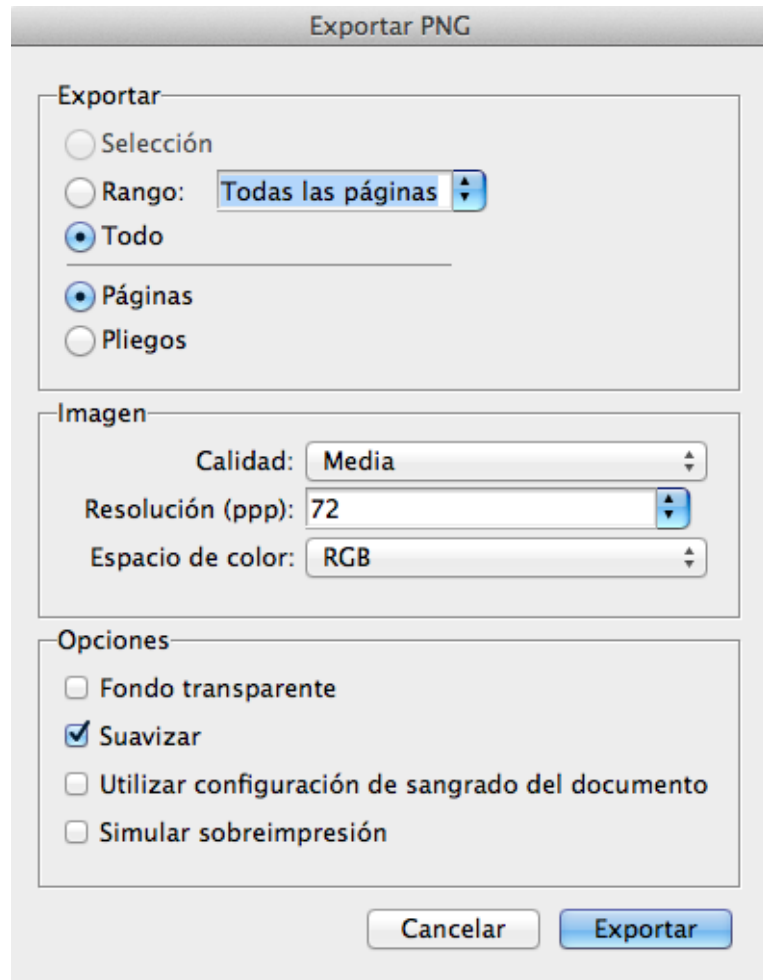 Exportar PNG
Exportar
Selección
Rango: Todas las páginas
Todo
Páginas
Pliegos
Imagen
Calidad: Media
Resolución (ppp): 72
Espacio de color: RGB
Opciones
Fondo transparente
Suavizar
Utilizar configuración de sangrado del documento
Simular sobreimpresión
Cancelar Exportar